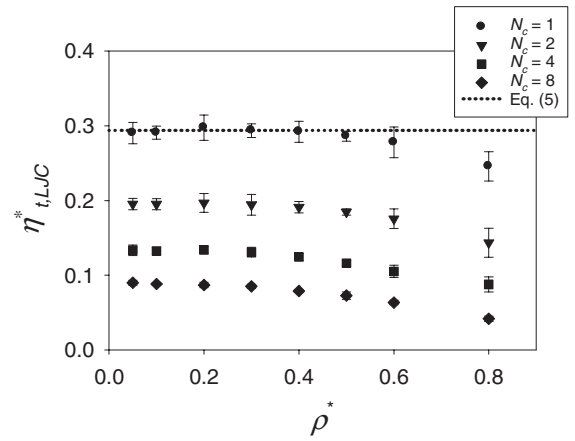 N_c = 1
N_c = 2
N_c = 4
N_c = 8
Eq. (5)
0.4
0.3
0.2
0.1
0.0
η*_t,LJC
0.0 0.2 0.4 0.6 0.8
ρ*